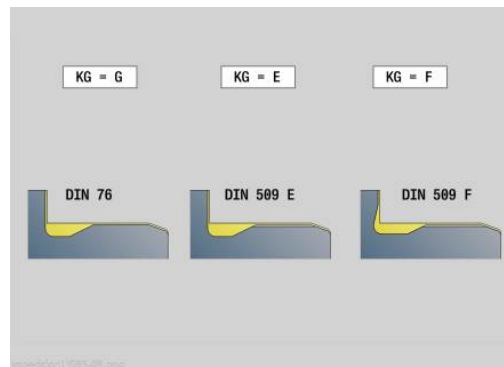 KG = G
KG = E
KG = F
DIN 76
DIN 509 E
DIN 509 F